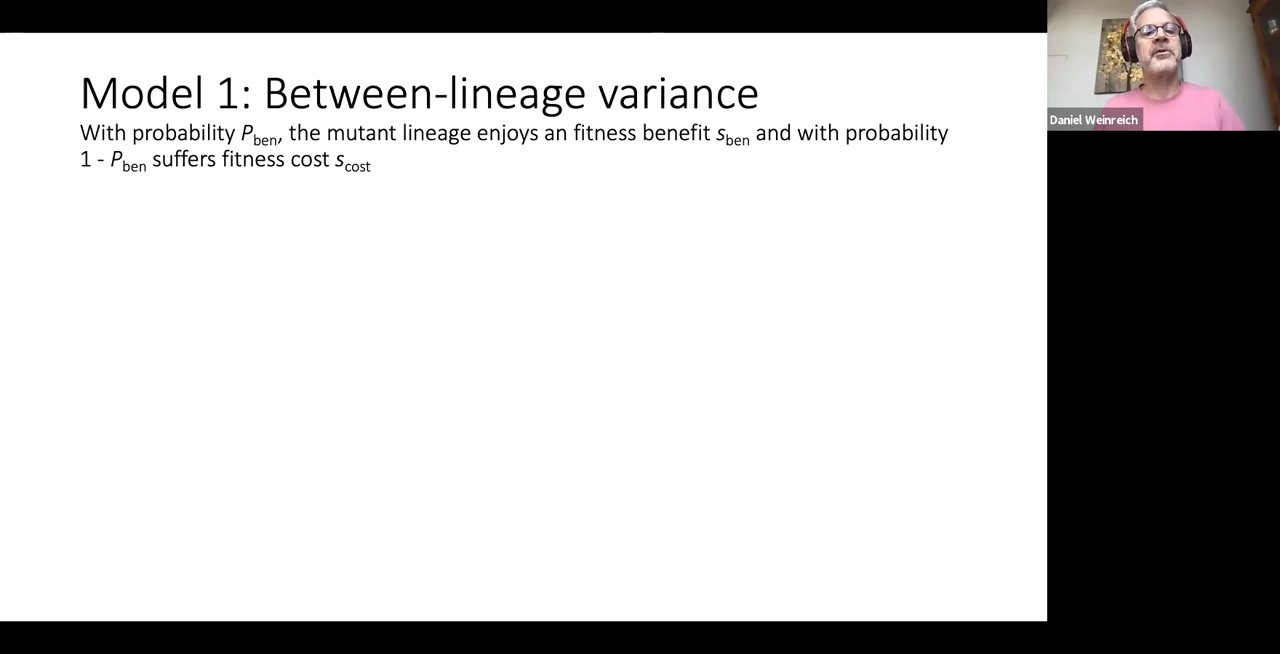 Model 1: Between-lineage variance
With probability Pben, the mutant lineage enjoys an fitness benefit sben and with probability
1 - Pben suffers fitness cost scost
Daniel Weinreich